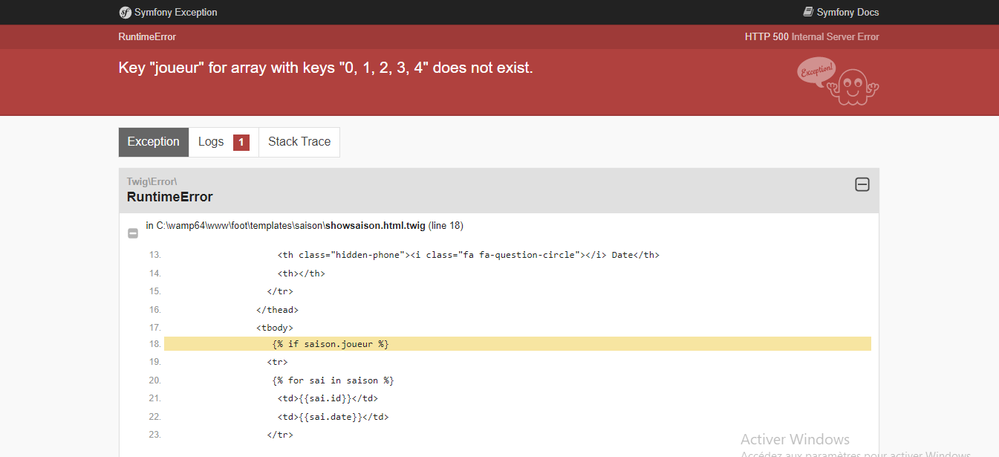 Symfony Exception
Symfony Docs
RuntimeError
HTTP 500 Internal Server Error
Key "joueur" for array with keys "0, 1, 2, 3, 4" does not exist.
Exception!
Exception
Logs 1
Stack Trace
Twig\Error\
RuntimeError
in C:\wamp64\www\foot\templates\saison\showsaison.html.twig (line 18)
13. <th class="hidden-phone"><i class="fa fa-question-circle"></i> Date</th>
14. <th></th>
15. </tr>
16. </thead>
17. <tbody>
18. {% if saison.joueur %}
19. <tr>
20. {% for sai in saison %}
21. <td>{{sai.id}}</td>
22. <td>{{sai.date}}</td>
23. </tr>
Activer Windows
Accédez aux paramètres pour activer Windows.